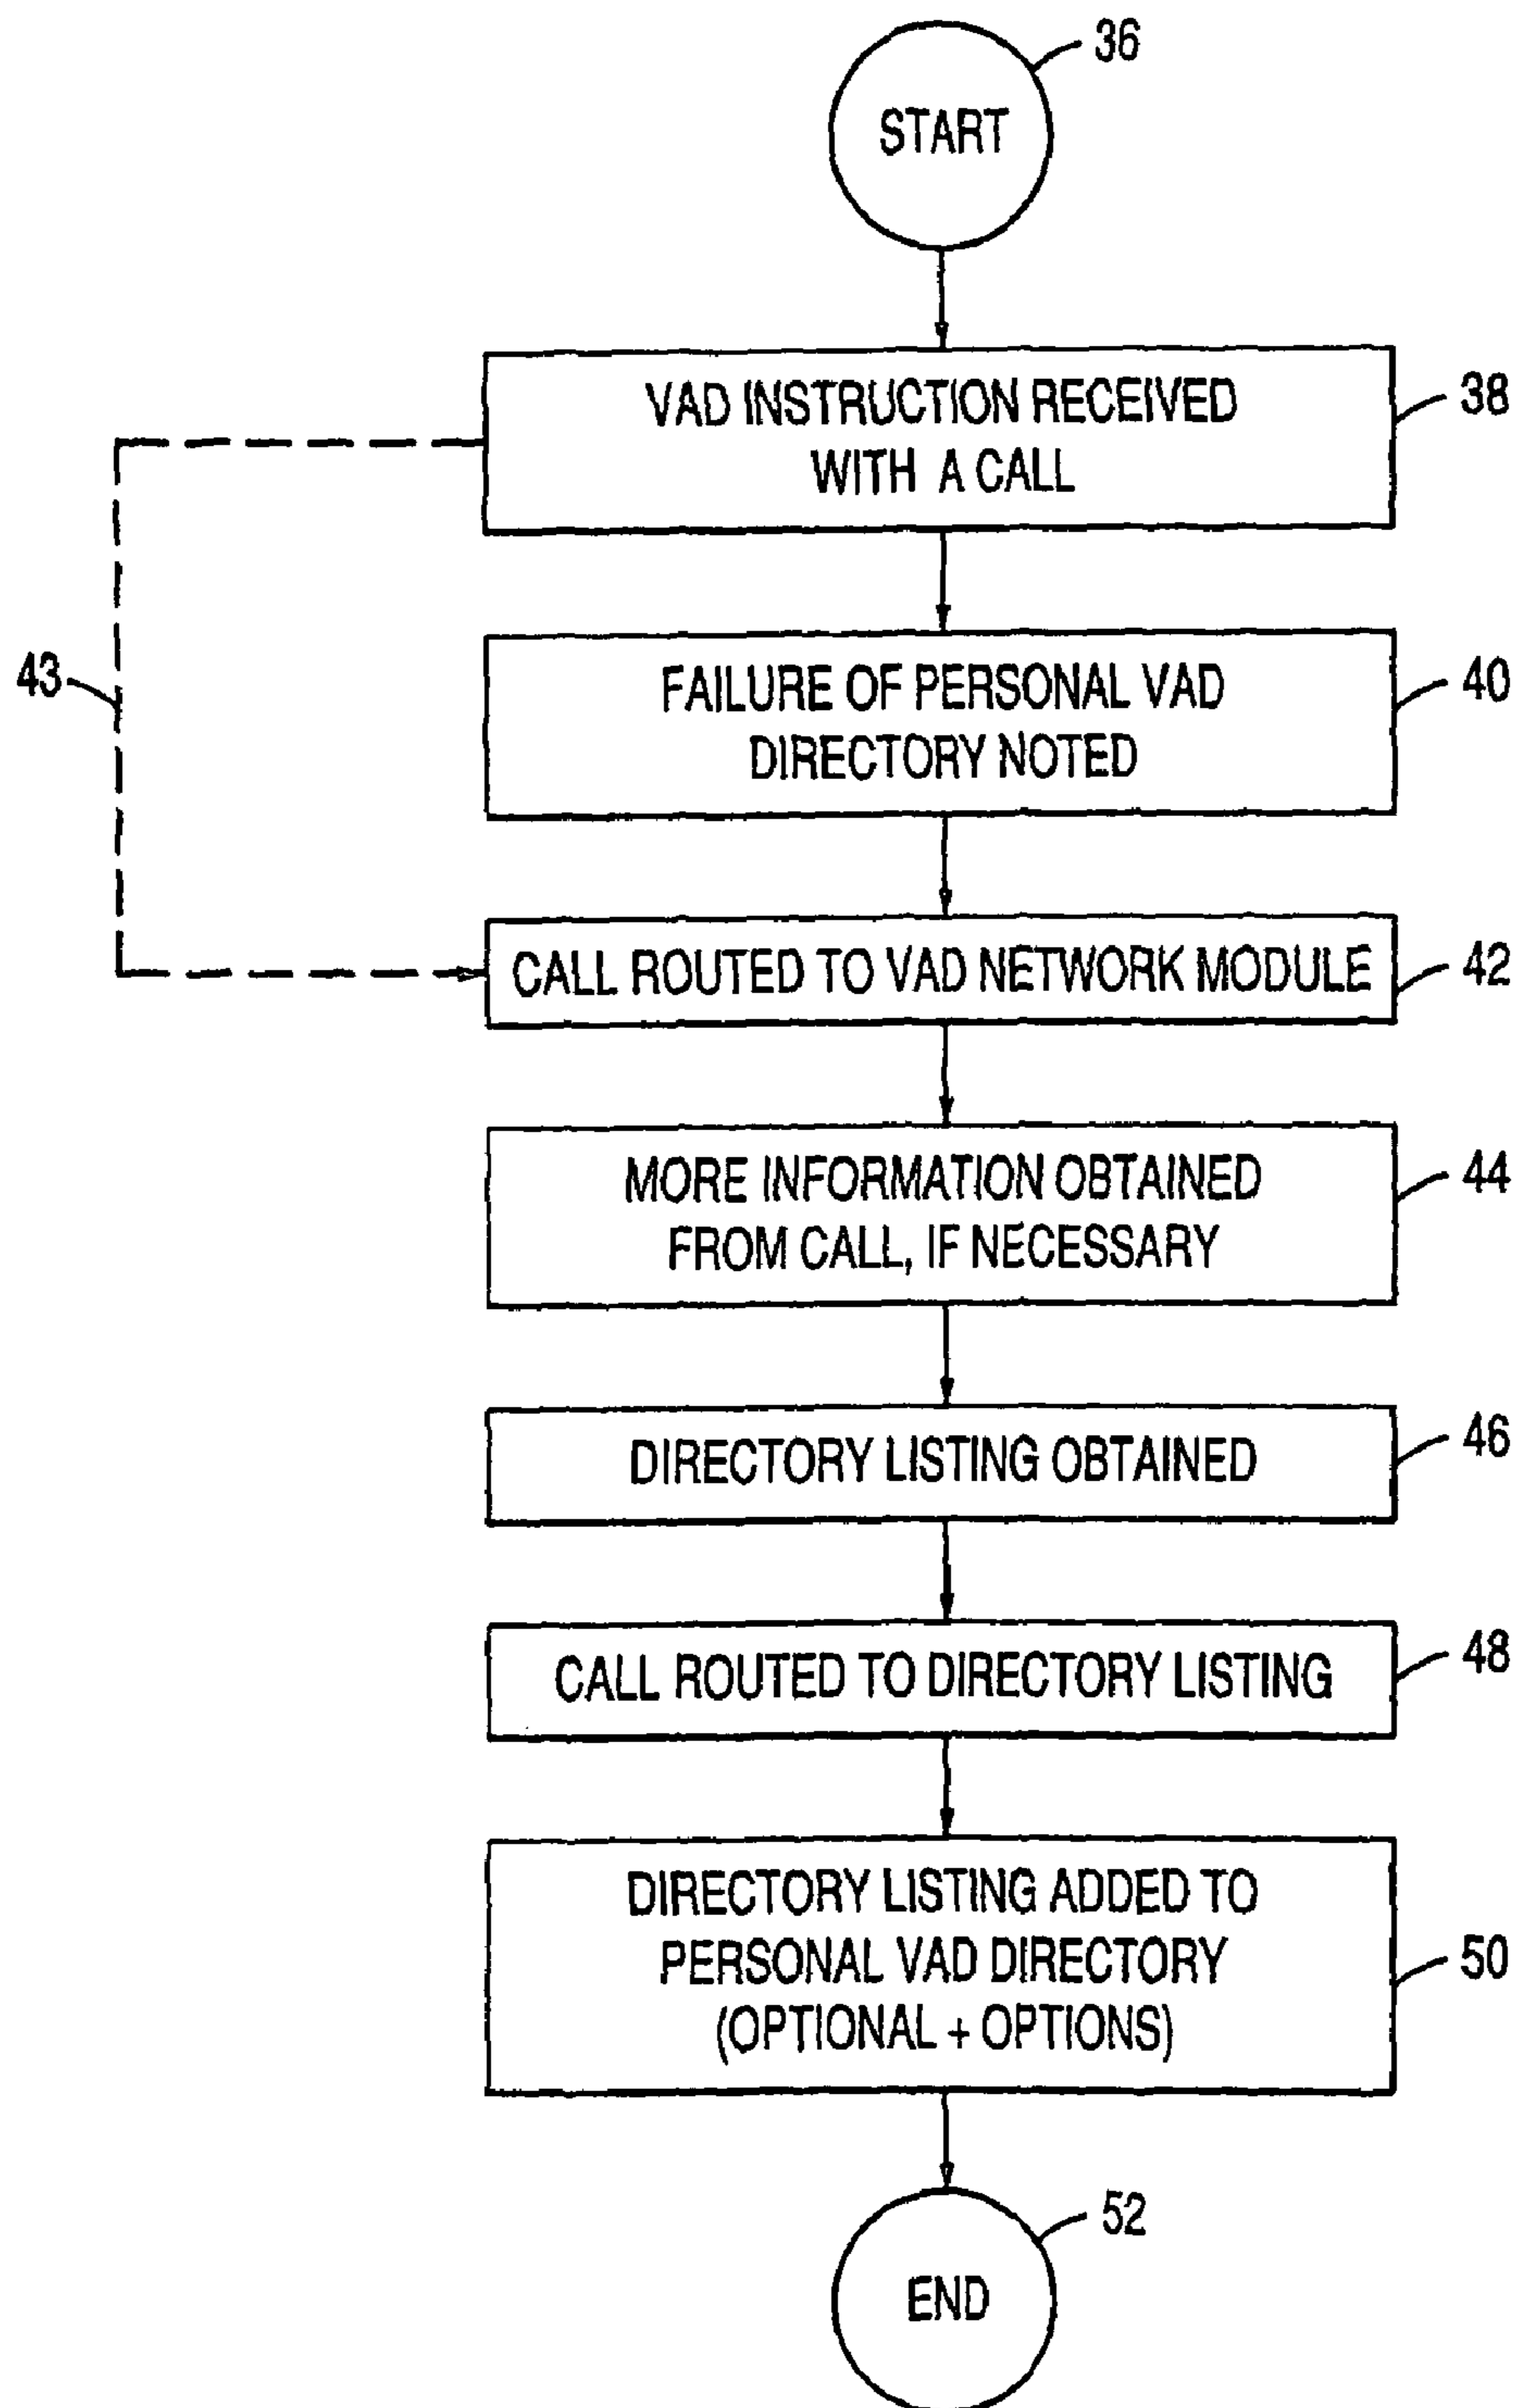 36
START
VAD INSTRUCTION RECEIVED
WITH A CALL
38
FAILURE OF PERSONAL VAD
DIRECTORY NOTED
40
43
CALL ROUTED TO VAD NETWORK MODULE
42
MORE INFORMATION OBTAINED
FROM CALL, IF NECESSARY
44
DIRECTORY LISTING OBTAINED
46
CALL ROUTED TO DIRECTORY LISTING
48
DIRECTORY LISTING ADDED TO
PERSONAL VAD DIRECTORY
(OPTIONAL + OPTIONS)
50
52
END